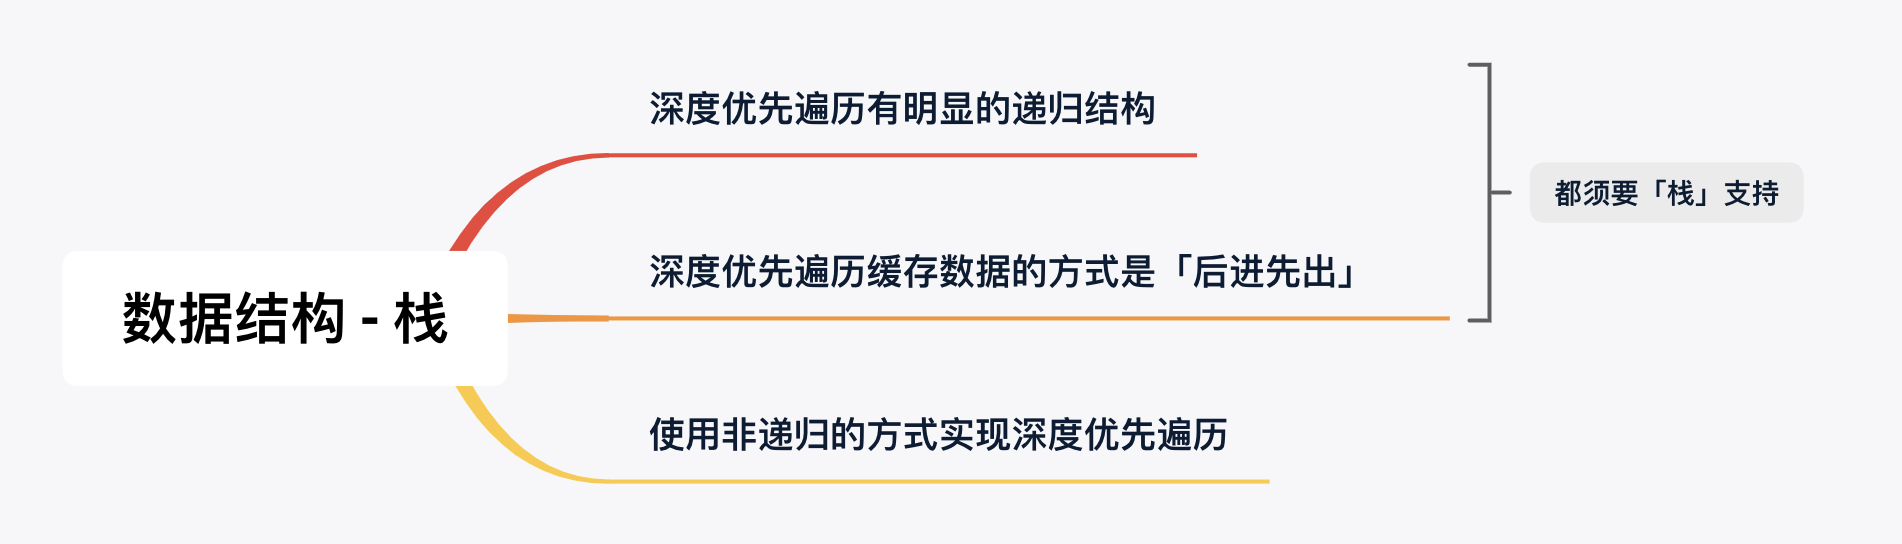 深度优先遍历有明显的递归结构
都须要「栈」支持
深度优先遍历缓存数据的方式是「后进先出」
数据结构 - 栈
使用非递归的方式实现深度优先遍历